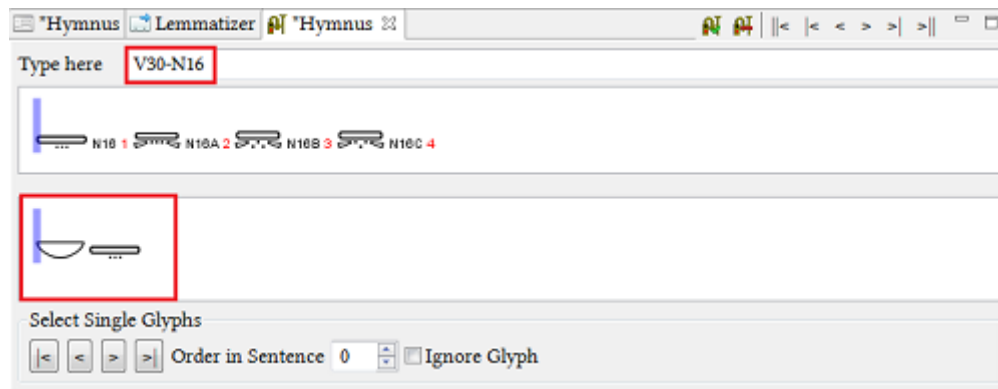 *Hymnus Lemmatizer *Hymnus ||< |< < > >| >||
Type here V30-N16
N16 1 N16A 2 N16B 3 N16C 4
Select Single Glyphs
|< < > >| Order in Sentence 0 Ignore Glyph